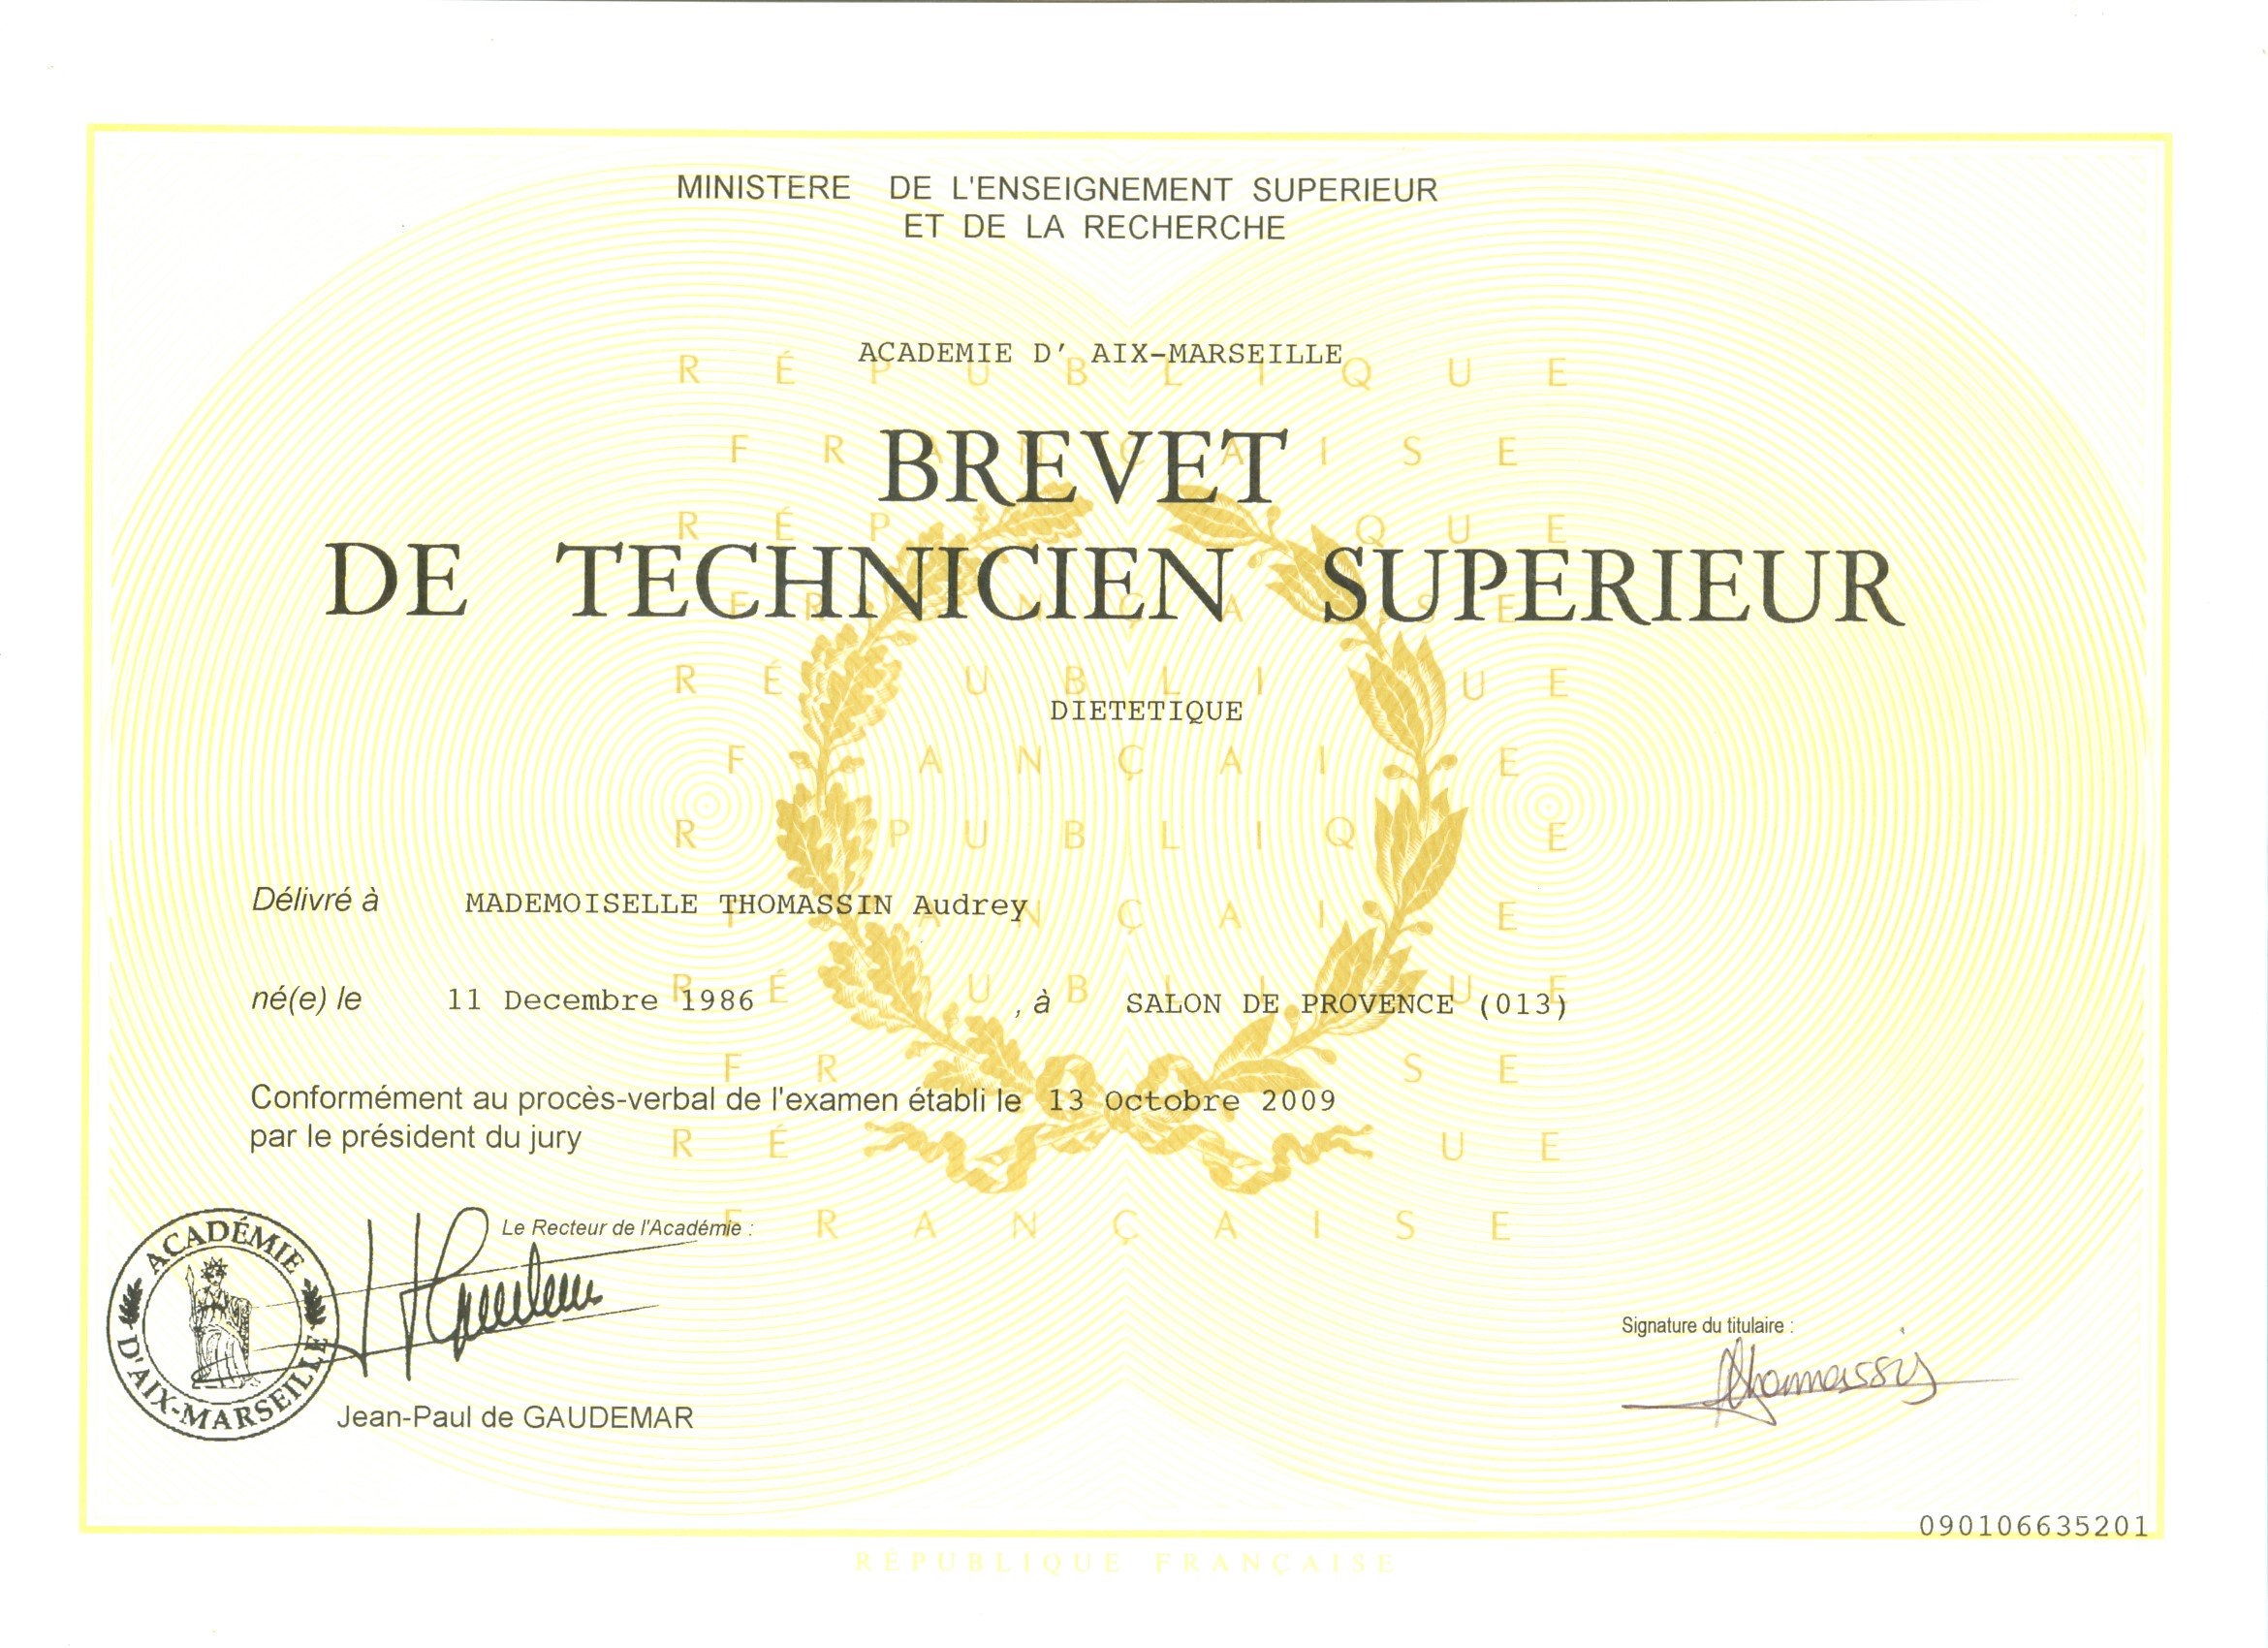 MINISTERE DE L'ENSEIGNEMENT SUPERIEUR
ET DE LA RECHERCHE
ACADEMIE D' AIX-MARSEILLE
BREVET
DE TECHNICIEN SUPERIEUR
DIETETIQUE
Délivré à MADEMOISELLE THOMASSIN Audrey
né(e) le 11 Decembre 1986 , à SALON DE PROVENCE (013)
Conformément au procès-verbal de l'examen établi le 13 Octobre 2009
par le président du jury
Le Recteur de l'Académie :
ACADÉMIE D'AIX-MARSEILLE
Jean-Paul de GAUDEMAR
Signature du titulaire :
Thomassin
090106635201
RÉPUBLIQUE FRANÇAISE